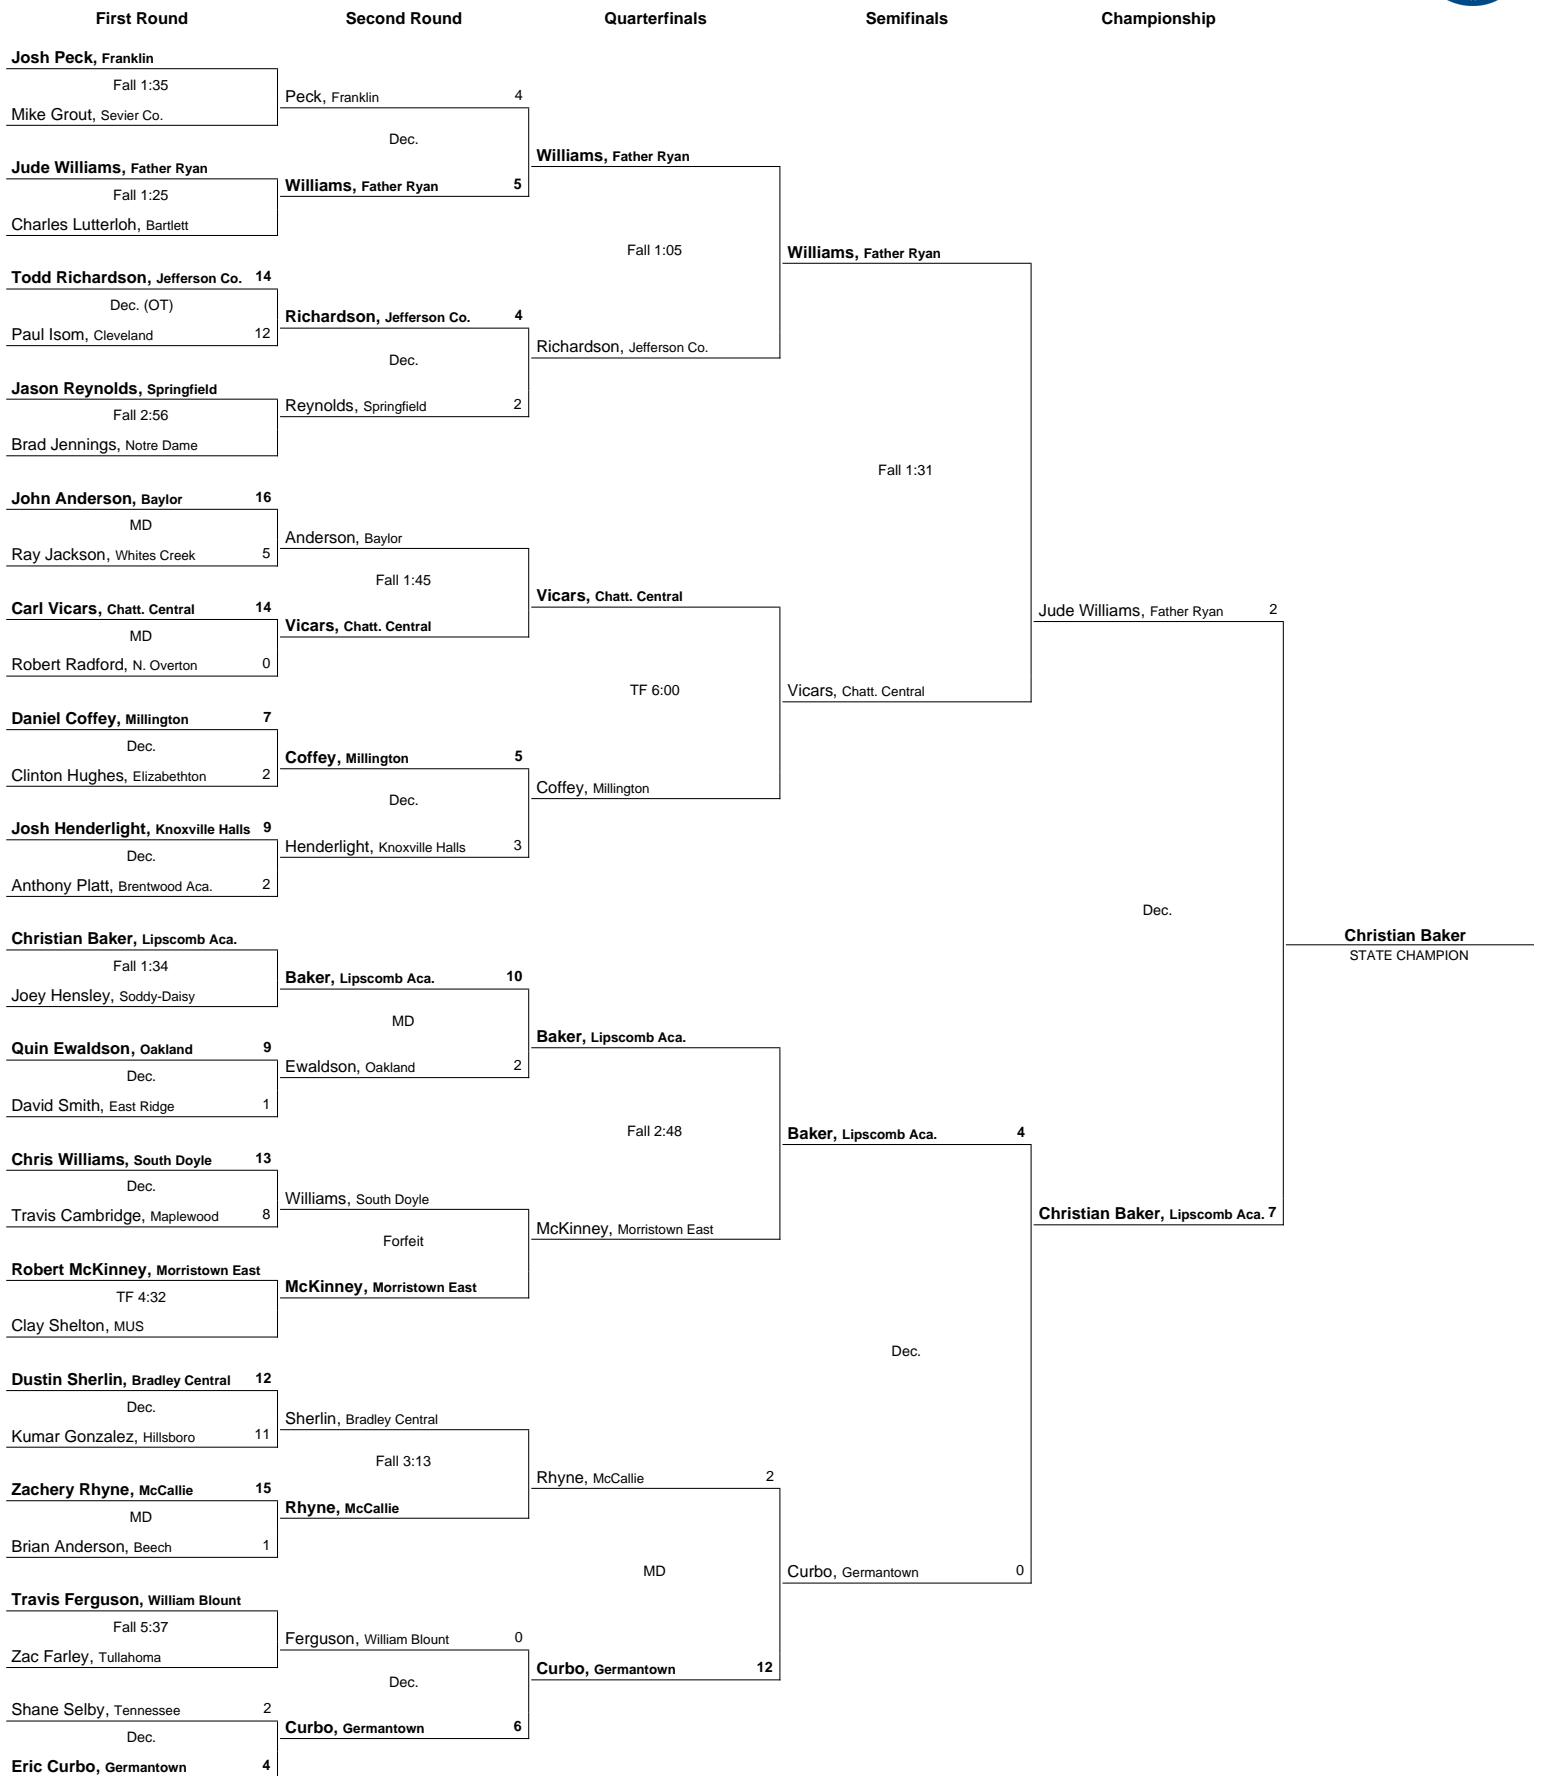 First Round Second Round Quarterfinals Semifinals Championship
Josh Peck, Franklin
Fall 1:35
Mike Grout, Sevier Co.
Jude Williams, Father Ryan
Fall 1:25
Charles Lutterloh, Bartlett
Todd Richardson, Jefferson Co. 14
Dec. (OT)
Paul Isom, Cleveland 12
Jason Reynolds, Springfield
Fall 2:56
Brad Jennings, Notre Dame
John Anderson, Baylor 16
MD
Ray Jackson, Whites Creek 5
Carl Vicars, Chatt. Central 14
MD
Robert Radford, N. Overton 0
Daniel Coffey, Millington 7
Dec.
Clinton Hughes, Elizabethton 2
Josh Henderlight, Knoxville Halls 9
Dec.
Anthony Platt, Brentwood Aca. 2
Christian Baker, Lipscomb Aca.
Fall 1:34
Joey Hensley, Soddy-Daisy
Quin Ewaldson, Oakland 9
Dec.
David Smith, East Ridge 1
Chris Williams, South Doyle 13
Dec.
Travis Cambridge, Maplewood 8
Robert McKinney, Morristown East
TF 4:32
Clay Shelton, MUS
Dustin Sherlin, Bradley Central 12
Dec.
Kumar Gonzalez, Hillsboro 11
Zachery Rhyne, McCallie 15
MD
Brian Anderson, Beech 1
Travis Ferguson, William Blount
Fall 5:37
Zac Farley, Tullahoma
Shane Selby, Tennessee 2
Dec.
Eric Curbo, Germantown 4
Peck, Franklin 4
Dec.
Williams, Father Ryan 5
Richardson, Jefferson Co. 4
Dec.
Reynolds, Springfield 2
Anderson, Baylor
Fall 1:45
Vicars, Chatt. Central
Coffey, Millington 5
Dec.
Henderlight, Knoxville Halls 3
Baker, Lipscomb Aca. 10
MD
Ewaldson, Oakland 2
Williams, South Doyle
Forfeit
McKinney, Morristown East
Sherlin, Bradley Central
Fall 3:13
Rhyne, McCallie
Ferguson, William Blount 0
Dec.
Curbo, Germantown 6
Williams, Father Ryan
Fall 1:05
Richardson, Jefferson Co.
Vicars, Chatt. Central
TF 6:00
Coffey, Millington
Baker, Lipscomb Aca.
Fall 2:48
McKinney, Morristown East
Rhyne, McCallie 2
MD
Curbo, Germantown 12
Williams, Father Ryan
Fall 1:31
Vicars, Chatt. Central
Baker, Lipscomb Aca. 4
Dec.
Curbo, Germantown 0
Jude Williams, Father Ryan 2
Dec.
Christian Baker, Lipscomb Aca. 7
Christian Baker
STATE CHAMPION